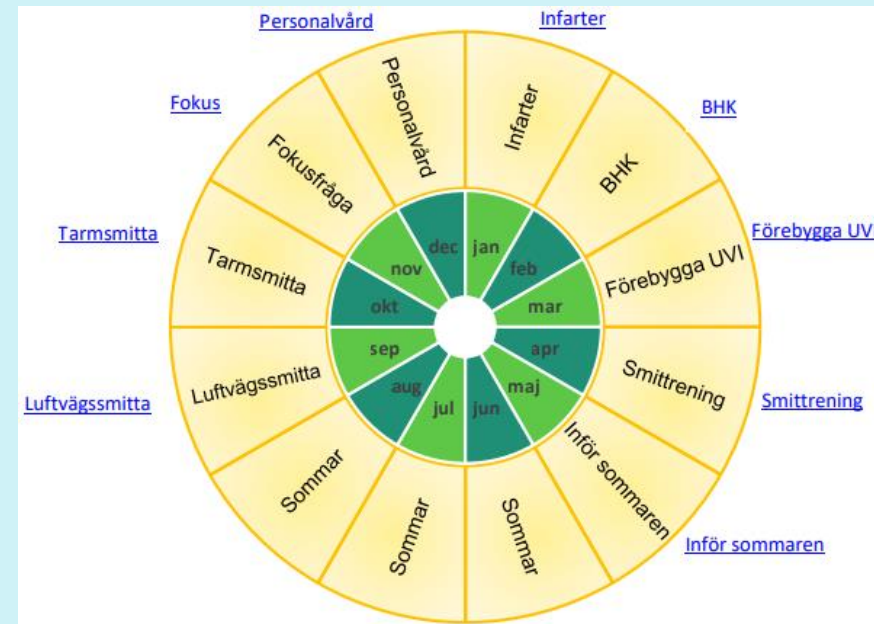 Personalvård
Infarter
Fokus
BHK
Tarmsmitta
Förebygga UVI
Luftvägssmitta
Smittrening
Inför sommaren
Infarter
BHK
Förebygga UVI
Smittrening
Inför sommaren
Sommar
Sommar
Sommar
Luftvägssmitta
Tarmsmitta
Fokusfråga
Personalvård
jan
feb
mar
apr
maj
jun
jul
aug
sep
okt
nov
dec